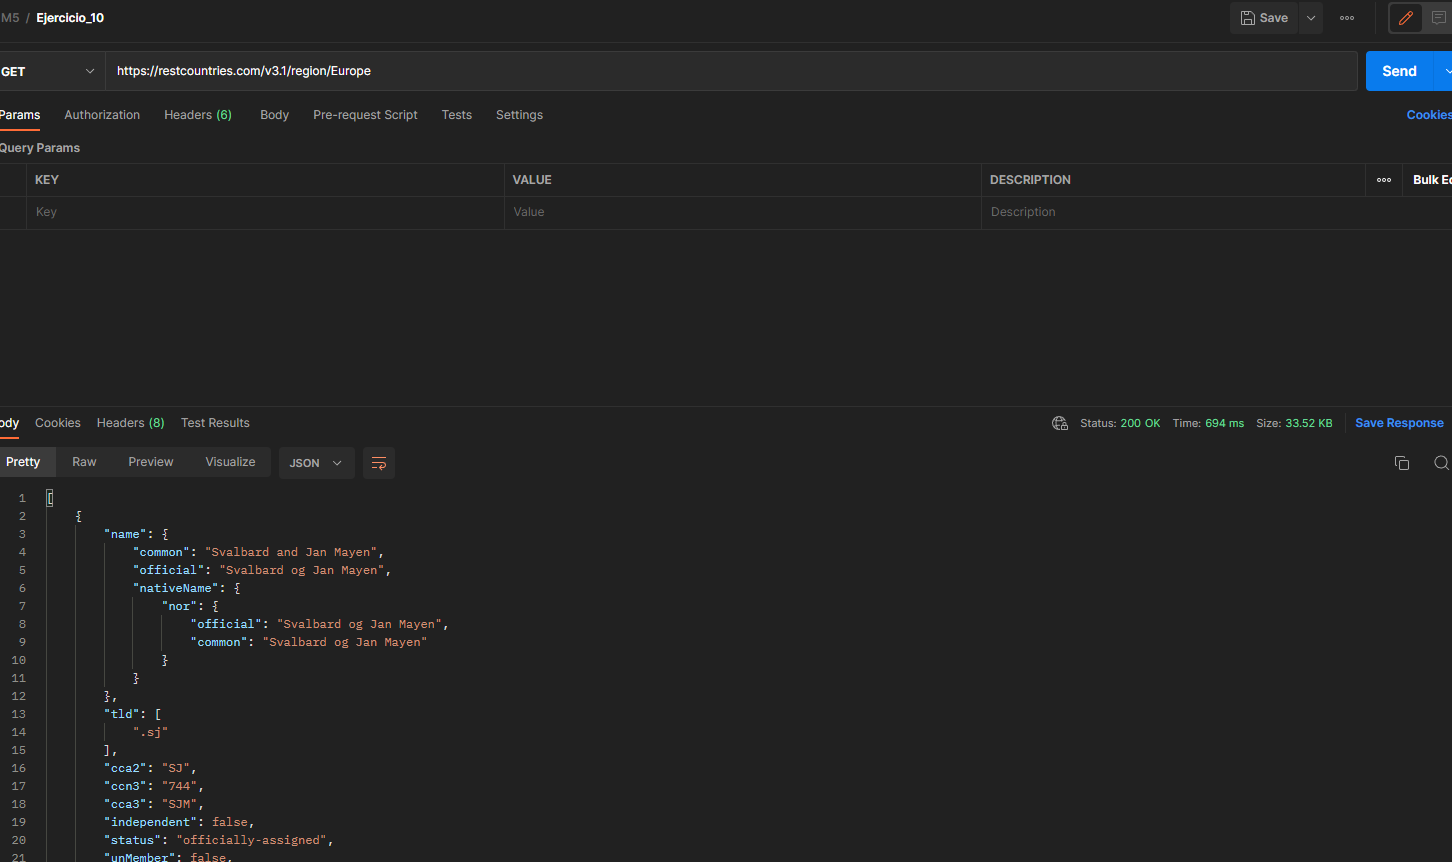 M5 / Ejercicio_10 Save
GET https://restcountries.com/v3.1/region/Europe Send
Params Authorization Headers (6) Body Pre-request Script Tests Settings Cookies
Query Params
KEY VALUE DESCRIPTION Bulk Ed
Key Value Description
ody Cookies Headers (8) Test Results Status: 200 OK Time: 694 ms Size: 33.52 KB Save Response
Pretty Raw Preview Visualize JSON
1 [
2 {
3 "name": {
4 "common": "Svalbard and Jan Mayen",
5 "official": "Svalbard og Jan Mayen",
6 "nativeName": {
7 "nor": {
8 "official": "Svalbard og Jan Mayen",
9 "common": "Svalbard og Jan Mayen"
10 }
11 }
12 },
13 "tld": [
14 ".sj"
15 ],
16 "cca2": "SJ",
17 "ccn3": "744",
18 "cca3": "SJM",
19 "independent": false,
20 "status": "officially-assigned",
21 "unMember": false,